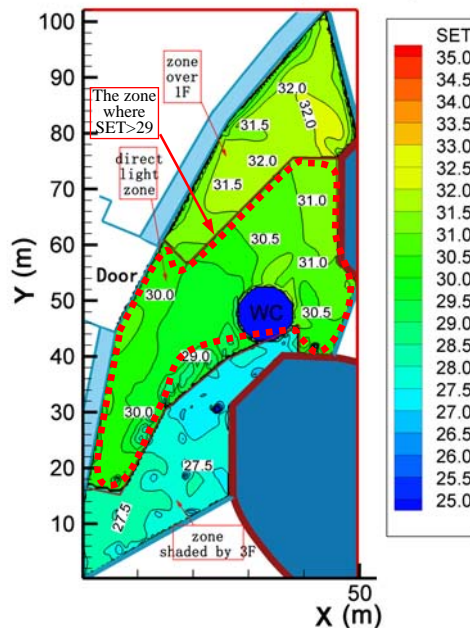 100
80
60
40
30
20
10
Y (m)
50
X (m)
zone
over
1F
The zone
where
SET>29
direct
light
zone
Door
WC
zone
shaded by 3F
32.0
32.0
31.5
32.0
31.5
31.0
30.5
31.0
30.0
30.5
29.0
30.0
27.5
27.5
SET
35.0
34.5
34.0
33.5
33.0
32.5
32.0
31.5
31.0
30.5
30.0
29.5
29.0
28.5
28.0
27.5
27.0
26.5
26.0
25.5
25.0